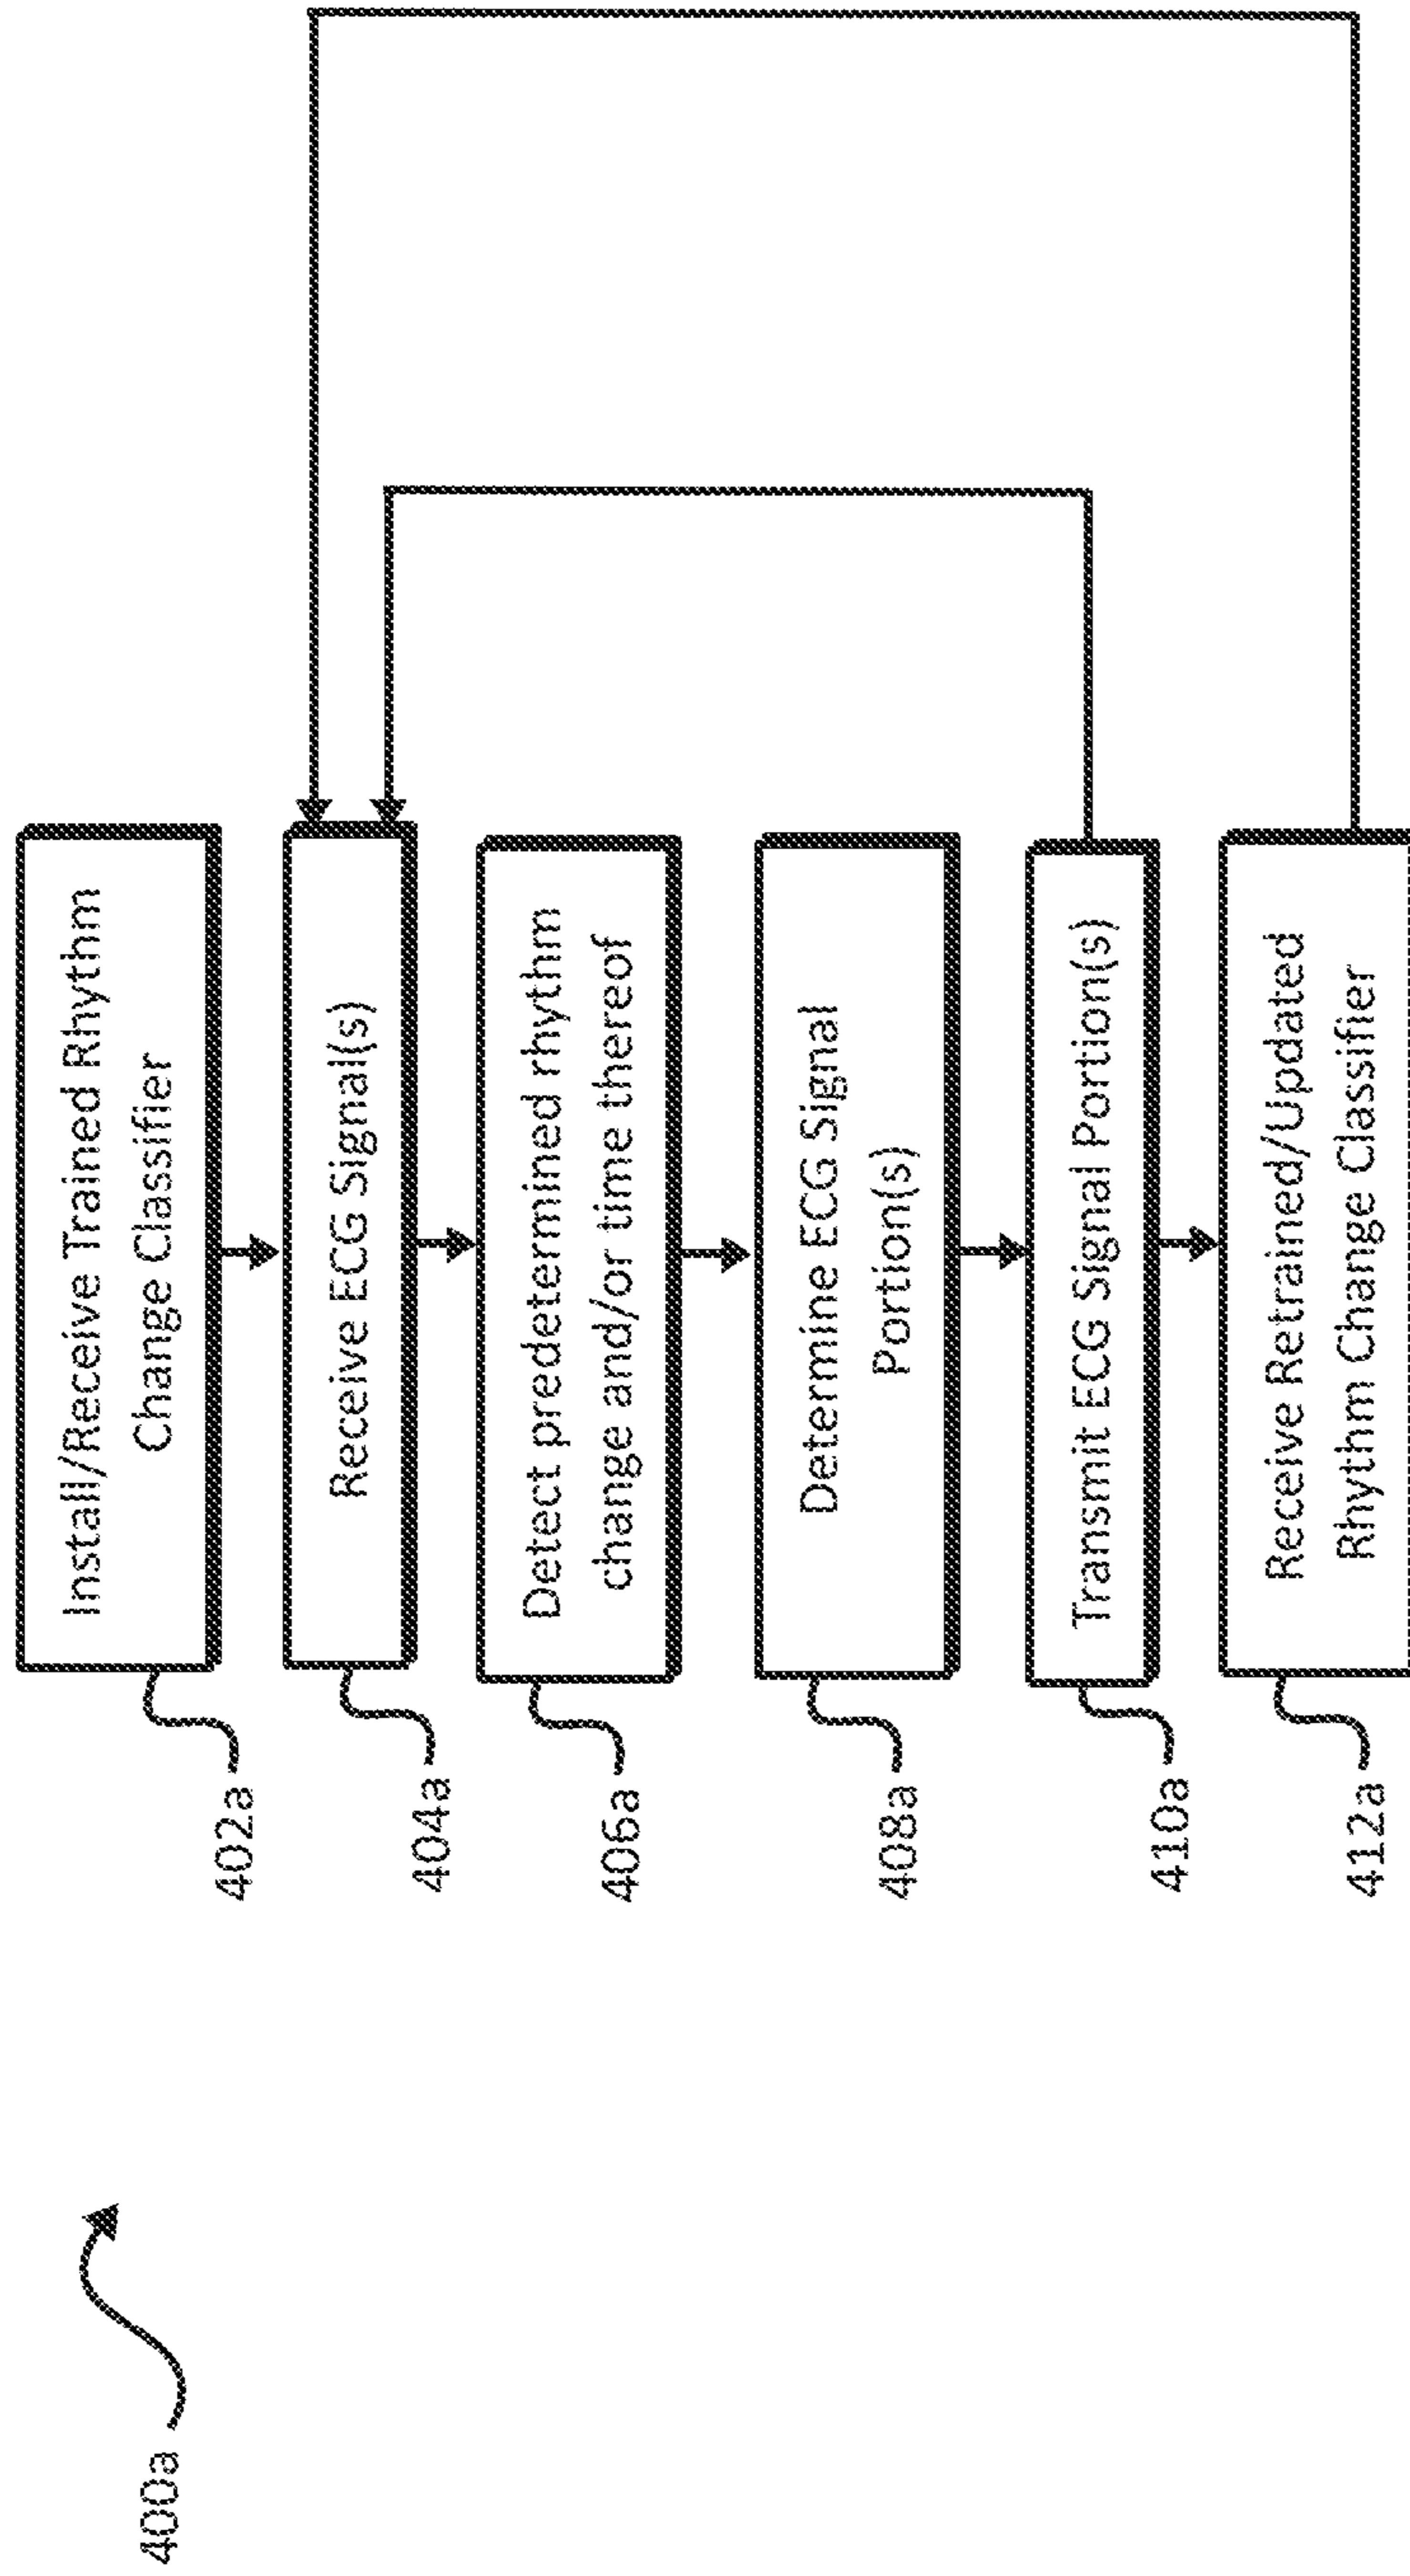 400a
402a
Install/Receive Trained Rhythm
Change Classifier
404a
Receive ECG Signal(s)
406a
Detect predetermined rhythm
change and/or time thereof
408a
Determine ECG Signal
Portion(s)
410a
Transmit ECG Signal Portion(s)
412a
Receive Retrained/Updated
Rhythm Change Classifier